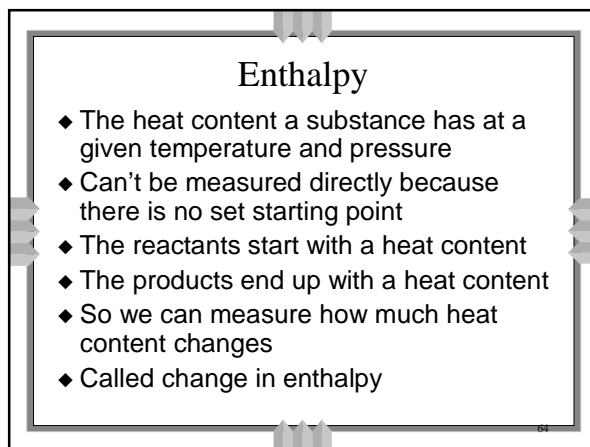 Enthalpy
◆ The heat content a substance has at a
given temperature and pressure
◆ Can't be measured directly because
there is no set starting point
◆ The reactants start with a heat content
◆ The products end up with a heat content
◆ So we can measure how much heat
content changes
◆ Called change in enthalpy
64